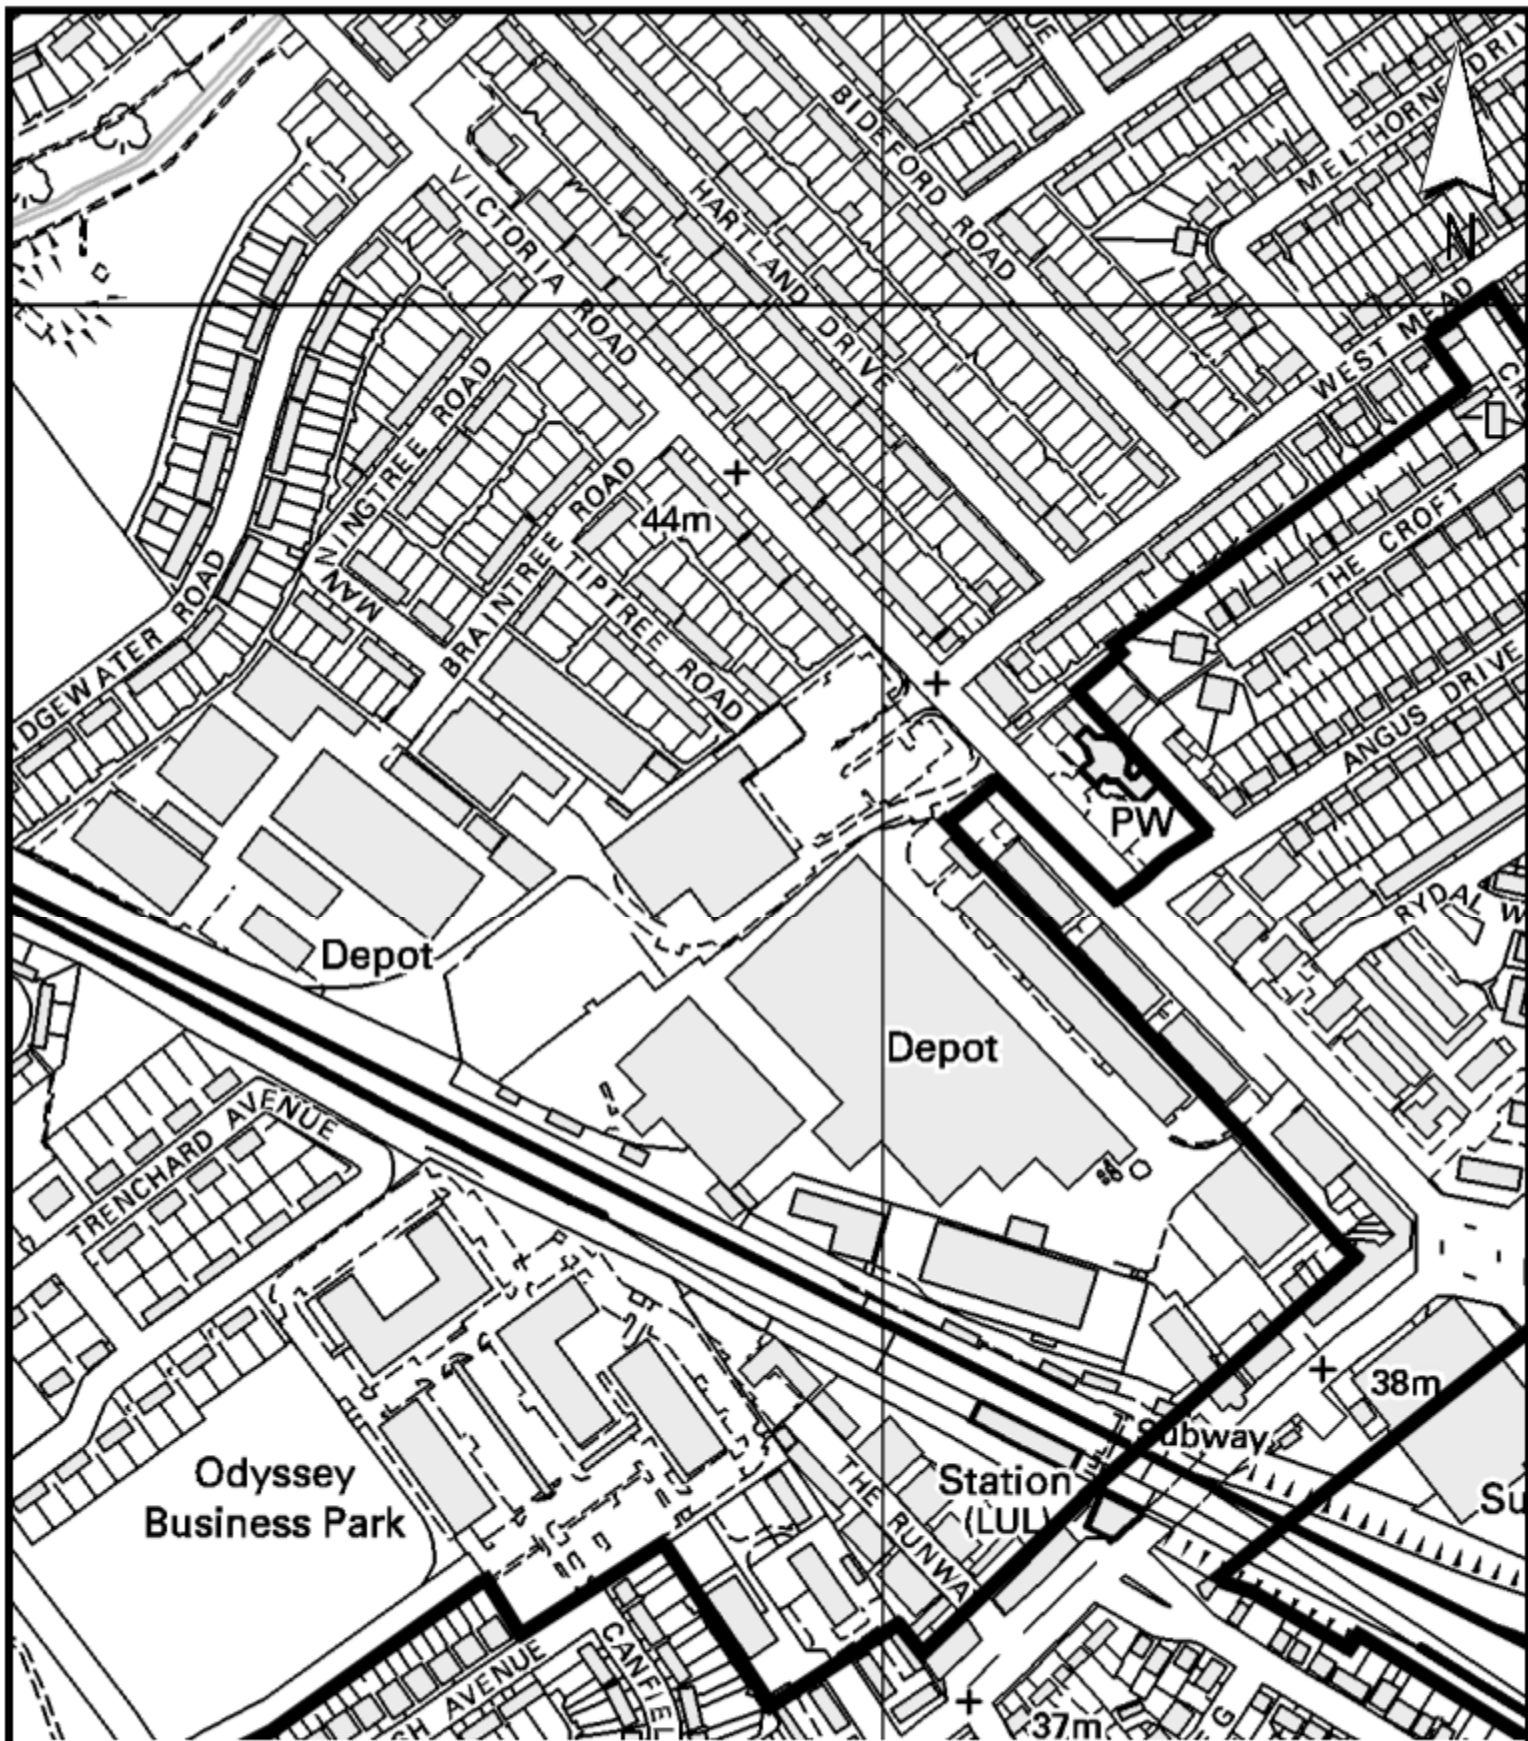 BIDEFORD ROAD
MELTHORNE DRI
N
VICTORIA ROAD
HARTLAND DRIVE
WEST MEAD
MANNINGTREE ROAD
BRAINTREE ROAD
44m
THE CROFT
TIPTREE ROAD
IDGEWATER ROAD
ANGUS DRIVE
PW
RYDAL W
Depot
Depot
TRENCHARD AVENUE
38m
Subway
Odyssey
Business Park
Station
(LUL)
Su
THE RUNWA
AVENUE
CANFIEL
37m